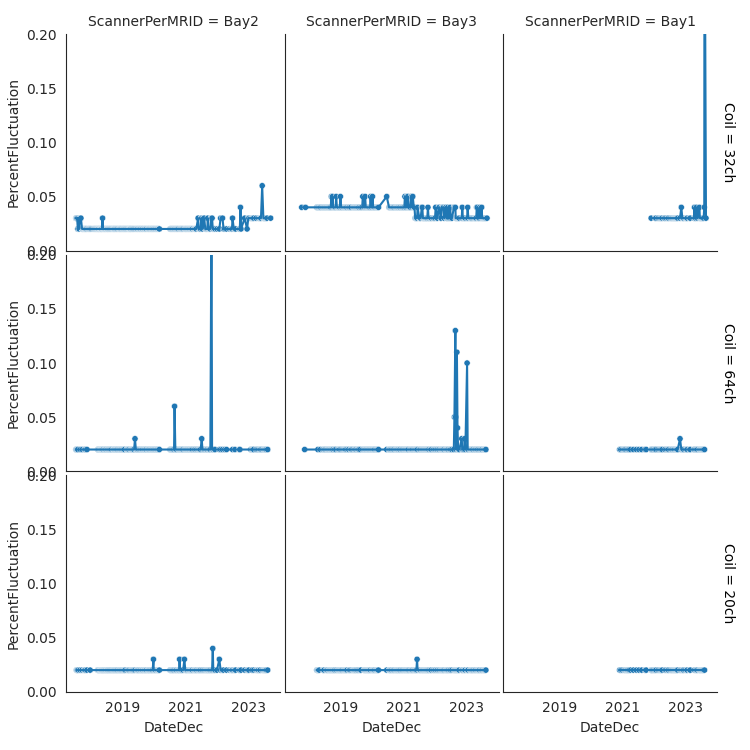 ScannerPerMRID = Bay2
ScannerPerMRID = Bay3
ScannerPerMRID = Bay1
PercentFluctuation
0.20
0.15
0.10
0.05
0.00
Coil = 32ch
PercentFluctuation
0.20
0.15
0.10
0.05
0.00
Coil = 64ch
PercentFluctuation
0.20
0.15
0.10
0.05
0.00
Coil = 20ch
2019 2021 2023
2019 2021 2023
2019 2021 2023
DateDec
DateDec
DateDec